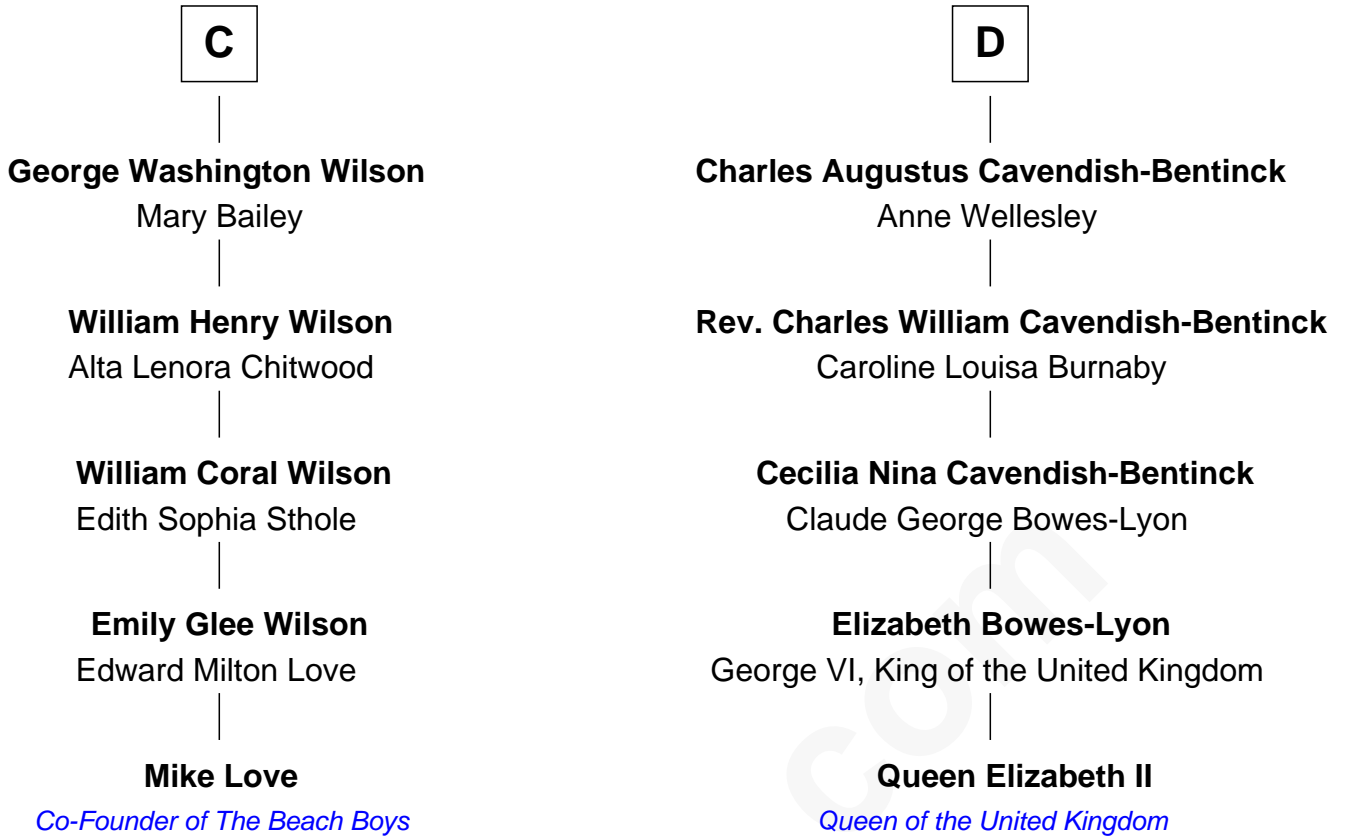 C
D
George Washington Wilson
Charles Augustus Cavendish-Bentinck
Mary Bailey
Anne Wellesley
William Henry Wilson
Rev. Charles William Cavendish-Bentinck
Alta Lenora Chitwood
Caroline Louisa Burnaby
William Coral Wilson
Cecilia Nina Cavendish-Bentinck
Edith Sophia Sthole
Claude George Bowes-Lyon
Emily Glee Wilson
Elizabeth Bowes-Lyon
Edward Milton Love
George VI, King of the United Kingdom
Mike Love
Queen Elizabeth II
Co-Founder of The Beach Boys
Queen of the United Kingdom
com